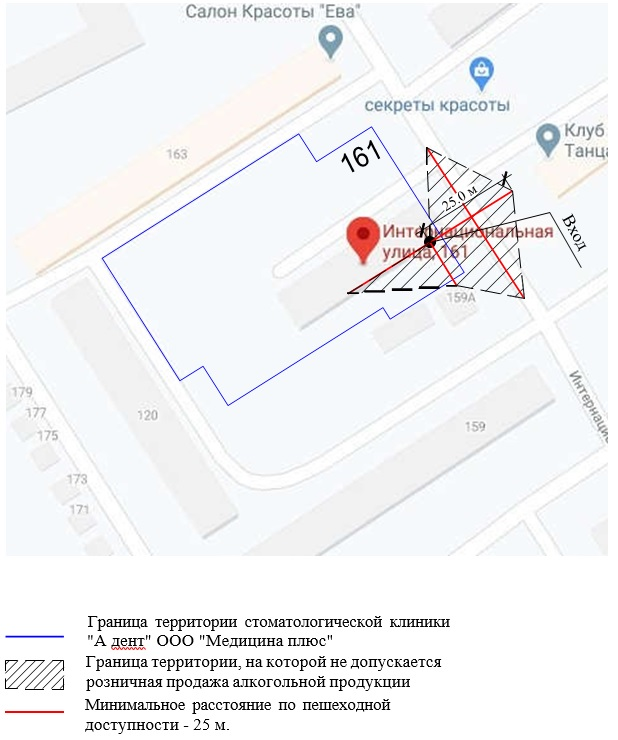 Салон Красоты "Ева"
секреты красоты
Клуб
Танца
163
161
25,0 м
Вход
Интернациональная
улица, 161
159А
179
177
175
173
171
120
159
Интернацио
Граница территории стоматологической клиники
"А дент" ООО "Медицина плюс"
Граница территории, на которой не допускается
розничная продажа алкогольной продукции
Минимальное расстояние по пешеходной
доступности - 25 м.